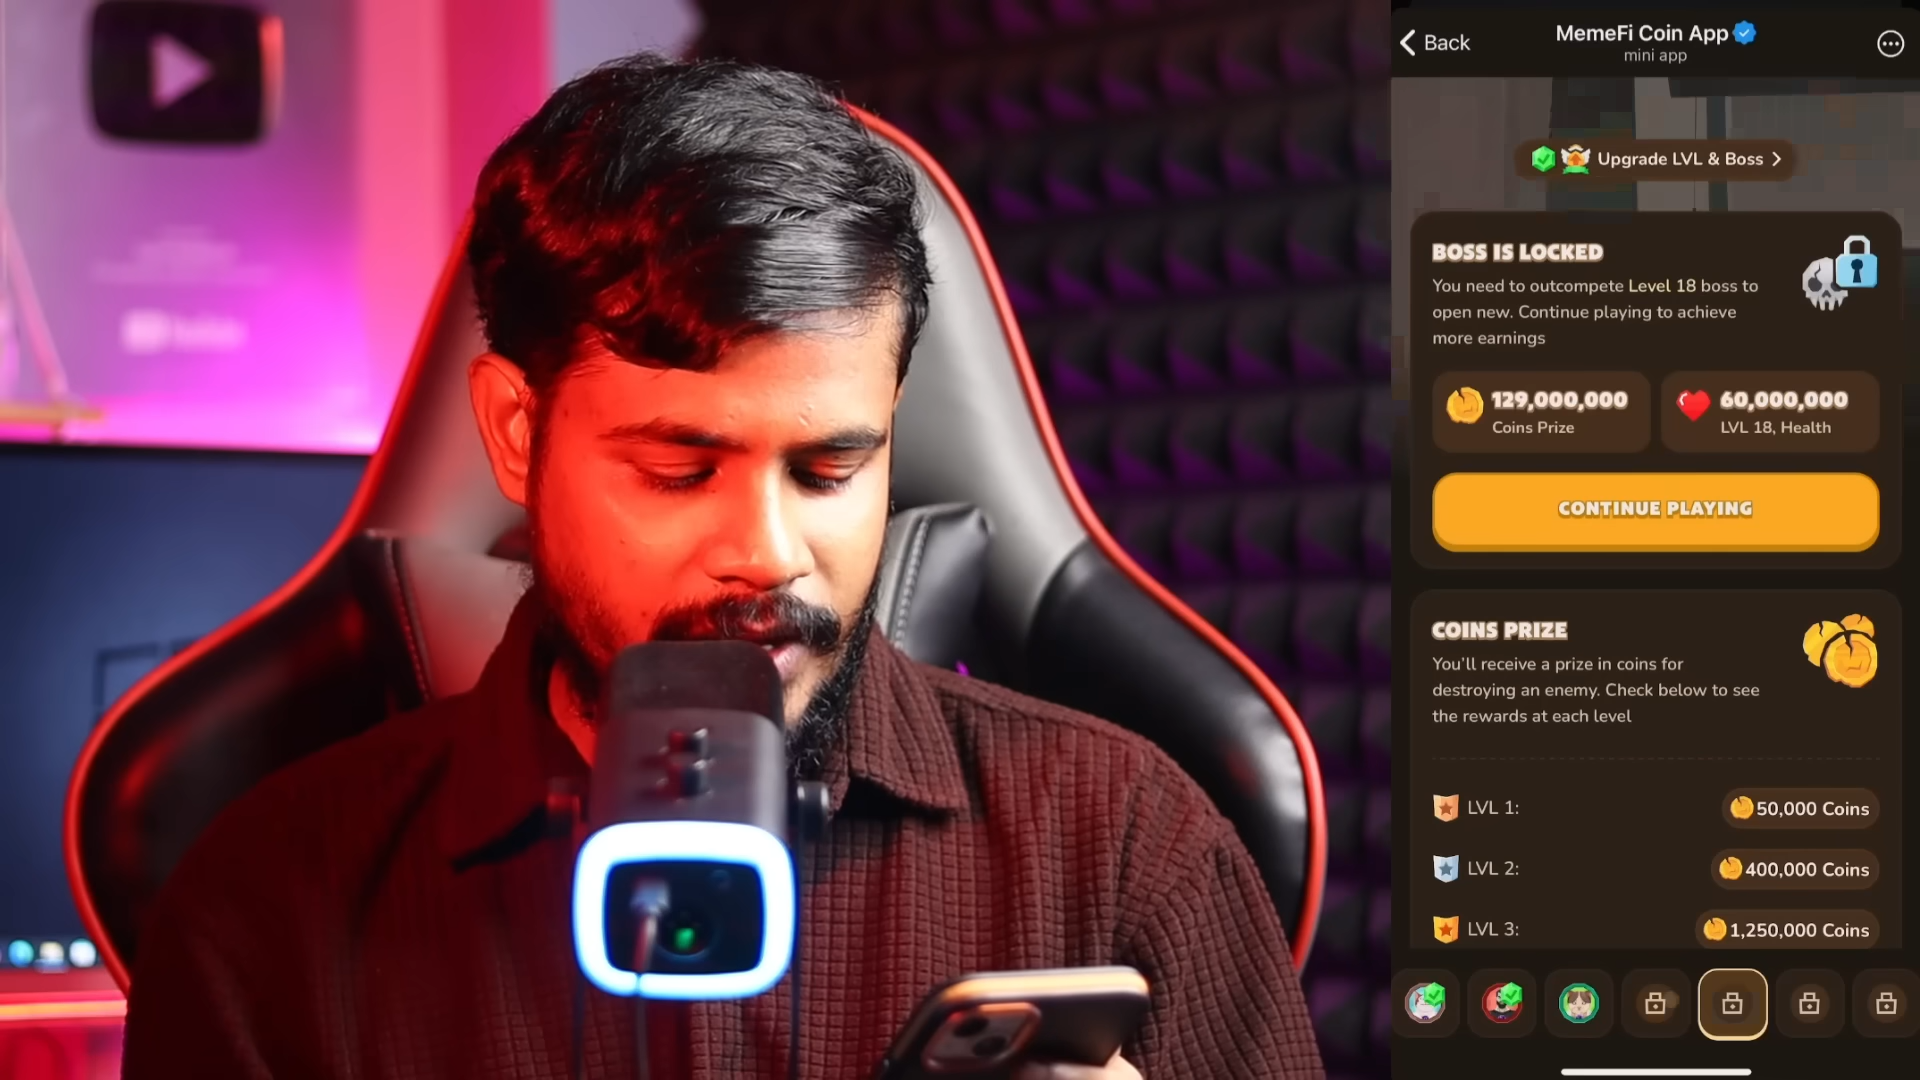 Back
MemeFi Coin App
mini app
Upgrade LVL & Boss
BOSS IS LOCKED
You need to outcompete Level 18 boss to
open new. Continue playing to achieve
more earnings
129,000,000
Coins Prize
60,000,000
LVL 18, Health
CONTINUE PLAYING
COINS PRIZE
You'll receive a prize in coins for
destroying an enemy. Check below to see
the rewards at each level
LVL 1:
50,000 Coins
LVL 2:
400,000 Coins
LVL 3:
1,250,000 Coins